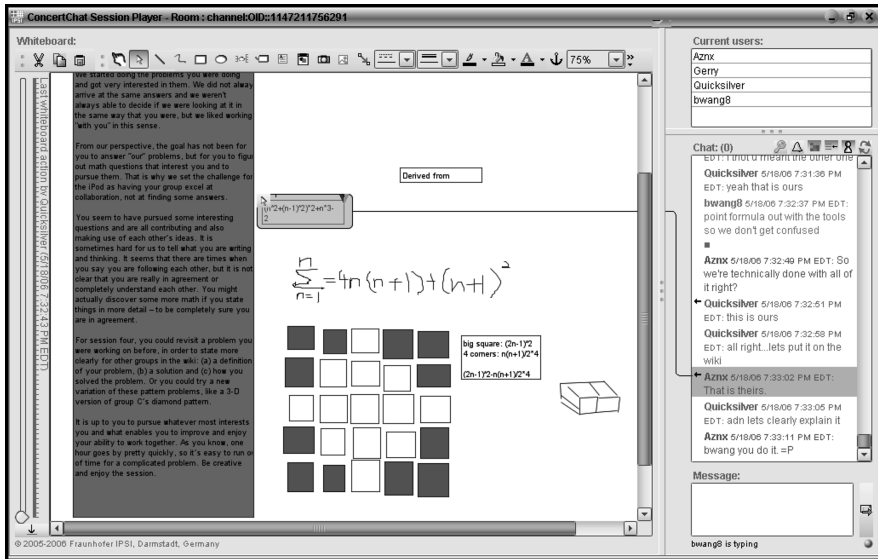 ConcertChat Session Player - Room : channel:OID::1147211756291
Whiteboard:
75%
Last whiteboard action by Quicksilver (5/18/06 7:32:43 PM EDT)
We started doing the problems you were doing
and got very interested in them. We did not alway
arrive at the same answers and we weren't
always able to decide if we were looking at it in
the same way that you were, but we liked working
"with you" in this sense.
From our perspective, the goal has not been for
you to answer "our" problems, but for you to figu
out math questions that interest you and to
pursue them. That is why we set the challenge for
the iPod as having your group excel at
collaboration, not at finding some answers.
You seem to have pursued some interesting
questions and are all contributing and also
making use of each other's ideas. It is
sometimes hard for us to tell what you are writing
and thinking. It seems that there are times when
you say you are following each other, but it is not
clear that you are really in agreement or
completely understand each other. You might
actually discover some more math if you state
things in more detail – to be completely sure you
are in agreement.
For session four, you could revisit a problem you
were working on before, in order to state more
clearly for other groups in the wiki: (a) a definition
of your problem, (b) a solution and (c) how you
solved the problem. Or you could try a new
variation of these pattern problems, like a 3-D
version of group C's diamond pattern.
It is up to you to pursue whatever most interests
you and what enables you to improve and enjoy
your ability to work together. As you know, one
hour goes by pretty quickly, so it's easy to run o
of time for a complicated problem. Be creative
and enjoy the session.
Derived from
(n^2+(n-1)^2)*2+n*3-
2
n
∑ =4n(n+1)+(n+1)²
n=1
big square: (2n-1)^2
4 corners: n(n+1)/2*4
(2n-1)^2-n(n+1)/2*4
© 2005-2006 Fraunhofer IPSI, Darmstadt, Germany
Current users:
Aznx
Gerry
Quicksilver
bwang8
Chat: (0)
EDT: i thot u meant the other one
Quicksilver 5/18/06 7:31:36 PM
EDT: yeah that is ours
bwang8 5/18/06 7:32:37 PM EDT:
point formula out with the tools
so we don't get confused
Aznx 5/18/06 7:32:49 PM EDT: So
we're technically done with all of
it right?
Quicksilver 5/18/06 7:32:51 PM
EDT: this is ours
Quicksilver 5/18/06 7:32:58 PM
EDT: all right...lets put it on the
wiki
Aznx 5/18/06 7:33:02 PM EDT:
That is theirs.
Quicksilver 5/18/06 7:33:05 PM
EDT: adn lets clearly explain it
Aznx 5/18/06 7:33:11 PM EDT:
bwang you do it. =P
Message:
bwang8 is typing